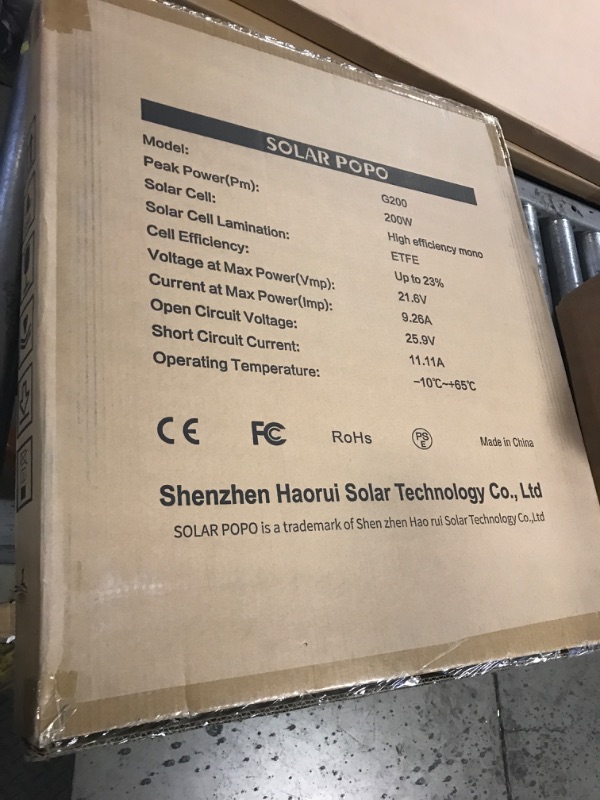 SOLAR POPO
Model: G200
Peak Power(Pm): 200W
Solar Cell: High efficiency mono
Solar Cell Lamination: ETFE
Cell Efficiency: Up to 23%
Voltage at Max Power(Vmp): 21.6V
Current at Max Power(Imp): 9.26A
Open Circuit Voltage: 25.9V
Short Circuit Current: 11.11A
Operating Temperature: -10℃~+65℃
CE FC RoHs PSE Made in China
Shenzhen Haorui Solar Technology Co., Ltd
SOLAR POPO is a trademark of Shen zhen Hao rui Solar Technology Co.,Ltd